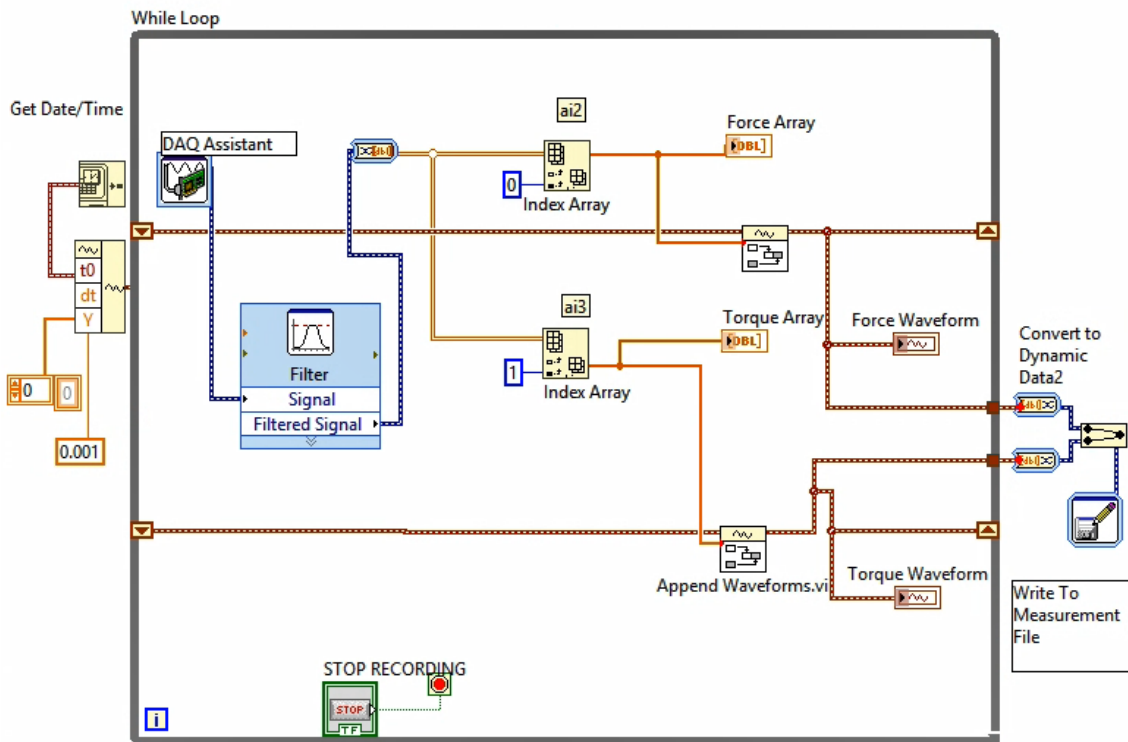 While Loop
Get Date/Time
DAQ Assistant
ai2
Force Array
DBL]
0
Index Array
t0
dt
Y
ai3
Torque Array
DBL]
Force Waveform
Convert to
Dynamic
Data2
1
Index Array
Filter
Signal
Filtered Signal
0
0
0.001
Append Waveforms.vi
Torque Waveform
Write To
Measurement
File
STOP RECORDING
STOP
TF
i